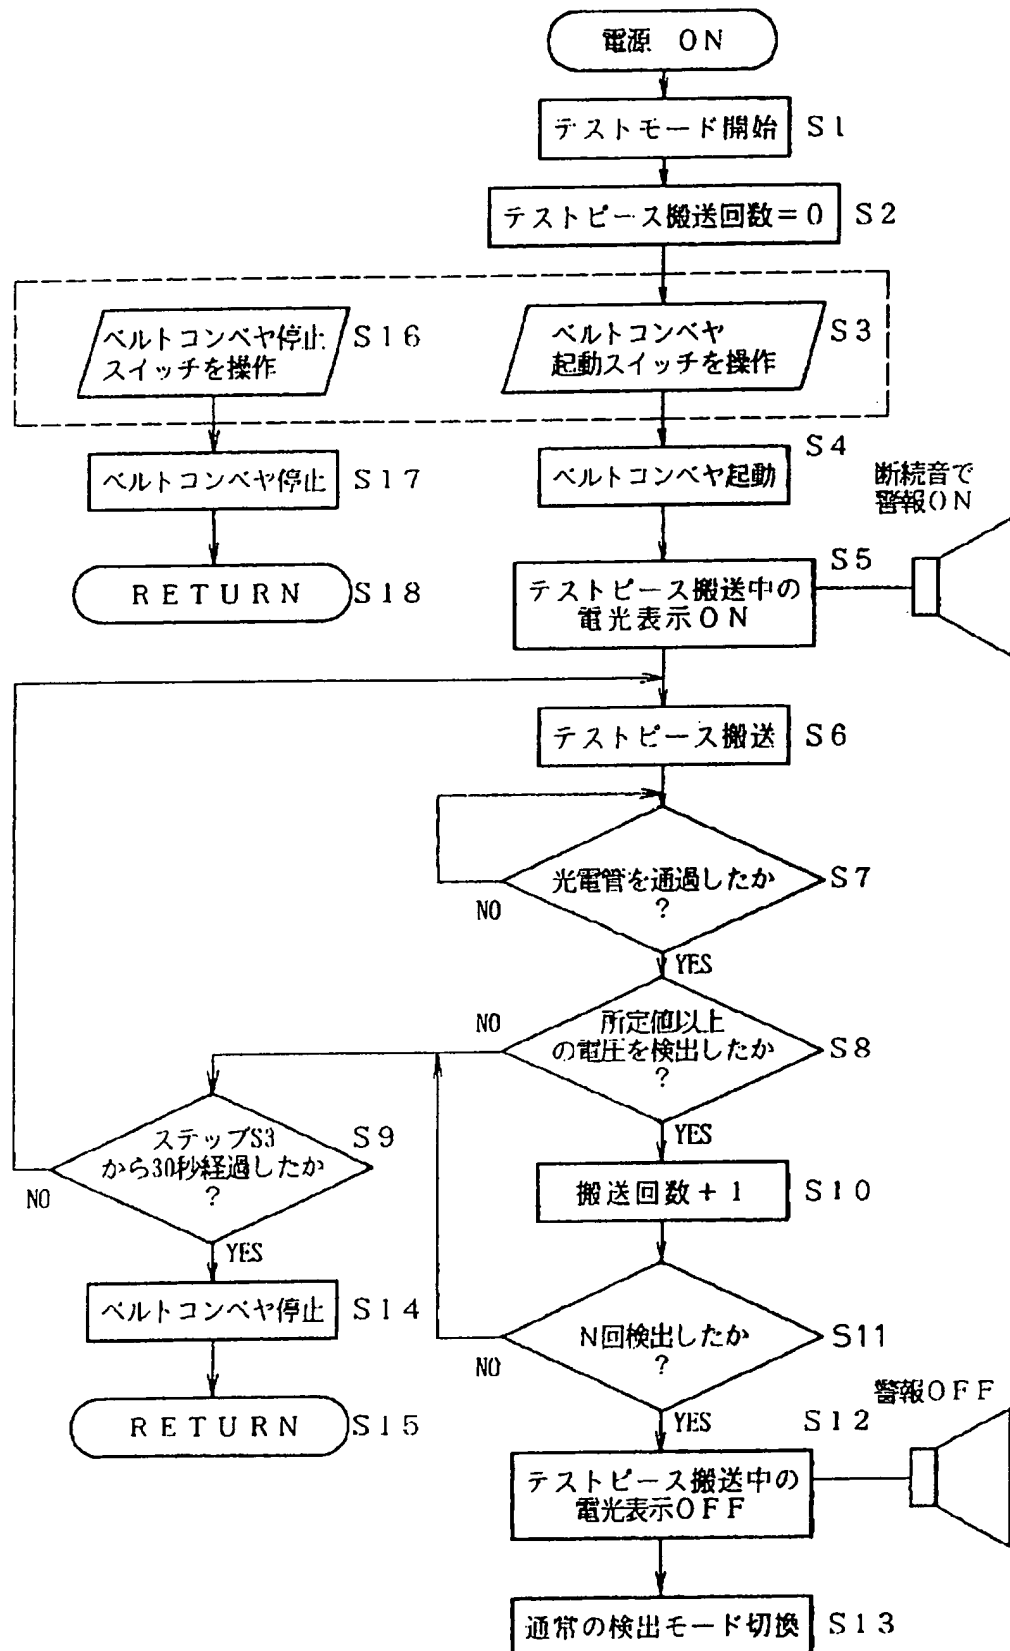 電源 ON
テストモード開始 S1
テストピース搬送回数=0 S2
ベルトコンベヤ停止
スイッチを操作
S16
ベルトコンベヤ
起動スイッチを操作
S3
ベルトコンベヤ停止 S17
S4
ベルトコンベヤ起動
断続音で
警報ON
RETURN S18
S5
テストピース搬送中の
電光表示ON
テストピース搬送 S6
光電管を通過したか
?
S7
NO
YES
所定値以上
の電圧を検出したか
?
S8
NO
YES
ステップS3
から30秒経過したか
?
S9
NO
YES
搬送回数+1 S10
ベルトコンベヤ停止 S14
N回検出したか
?
S11
NO
YES
RETURN S15
S12
警報OFF
テストピース搬送中の
電光表示OFF
通常の検出モード切換 S13